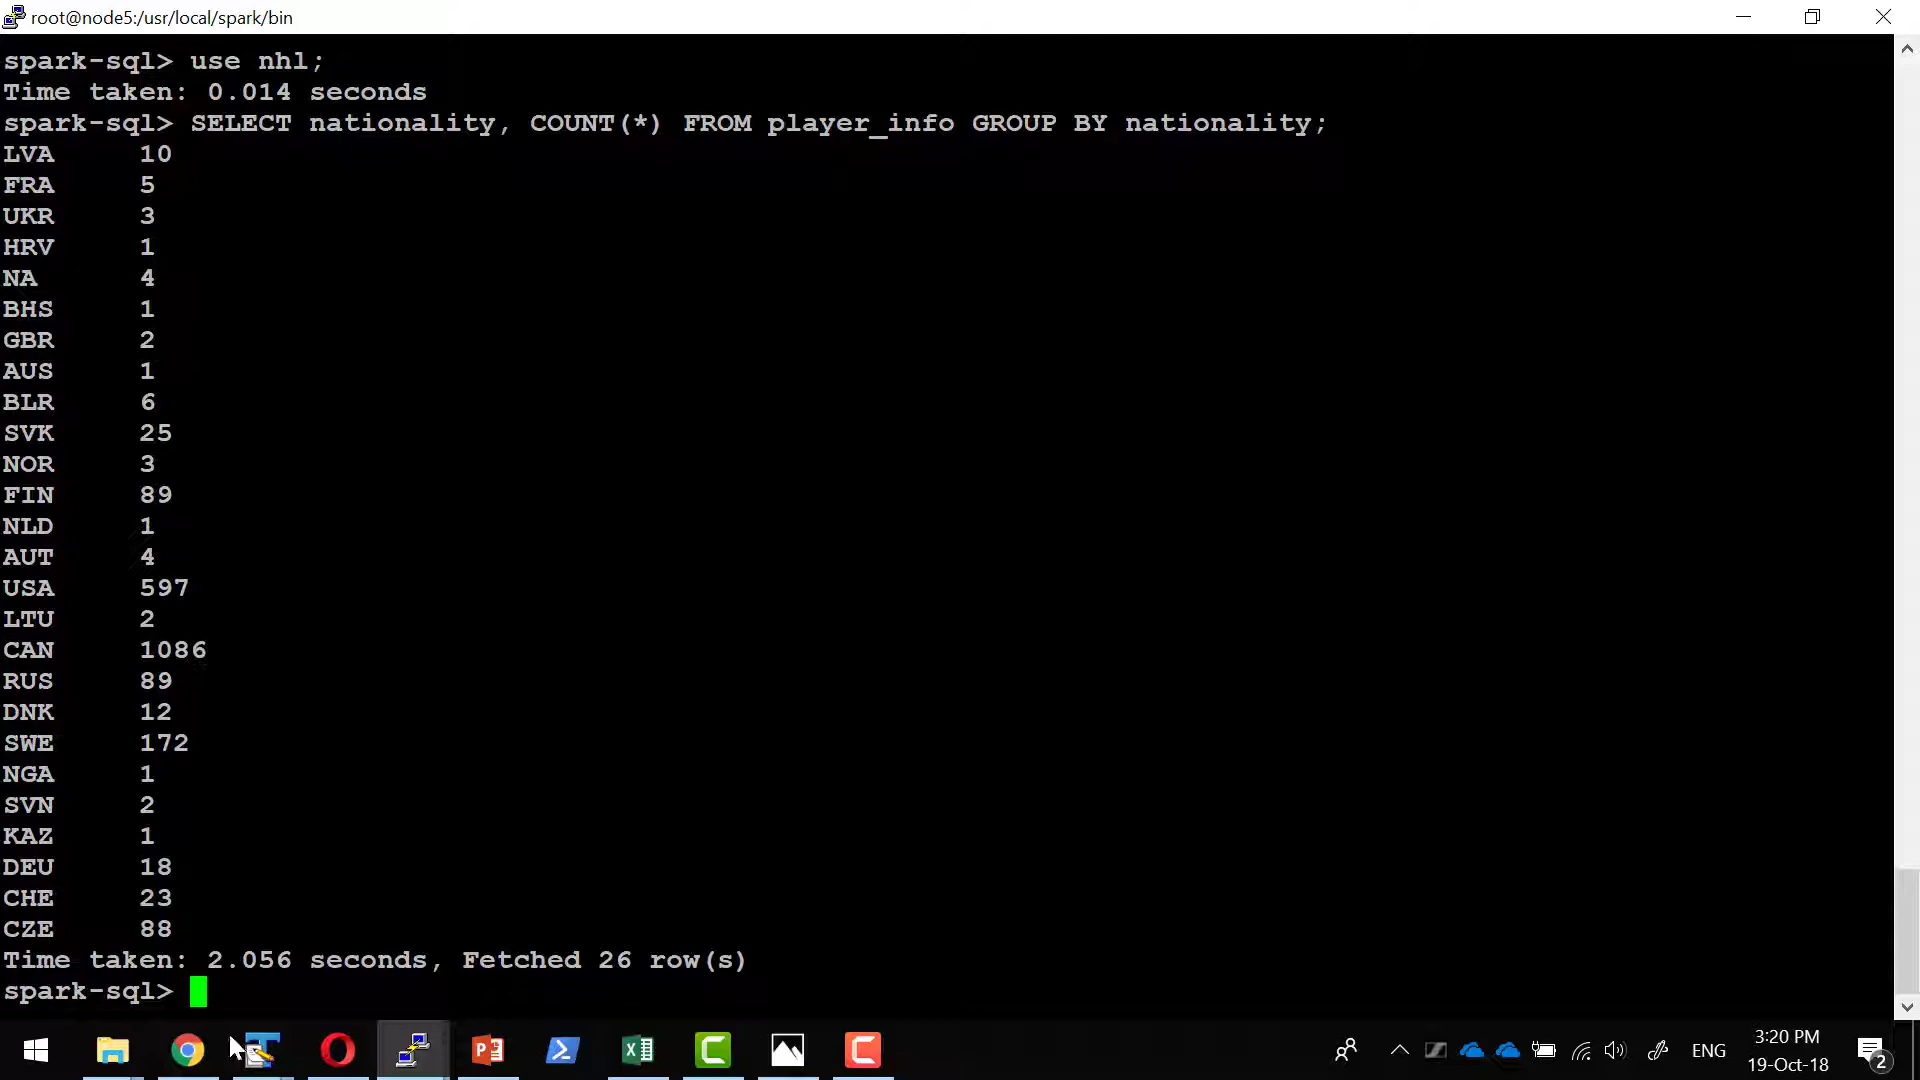 root@node5:/usr/local/spark/bin
spark-sql> use nhl;
Time taken: 0.014 seconds
spark-sql> SELECT nationality, COUNT(*) FROM player_info GROUP BY nationality;
LVA 10
FRA 5
UKR 3
HRV 1
NA 4
BHS 1
GBR 2
AUS 1
BLR 6
SVK 25
NOR 3
FIN 89
NLD 1
AUT 4
USA 597
LTU 2
CAN 1086
RUS 89
DNK 12
SWE 172
NGA 1
SVN 2
KAZ 1
DEU 18
CHE 23
CZE 88
Time taken: 2.056 seconds, Fetched 26 row(s)
spark-sql>
ENG
3:20 PM
19-Oct-18
2